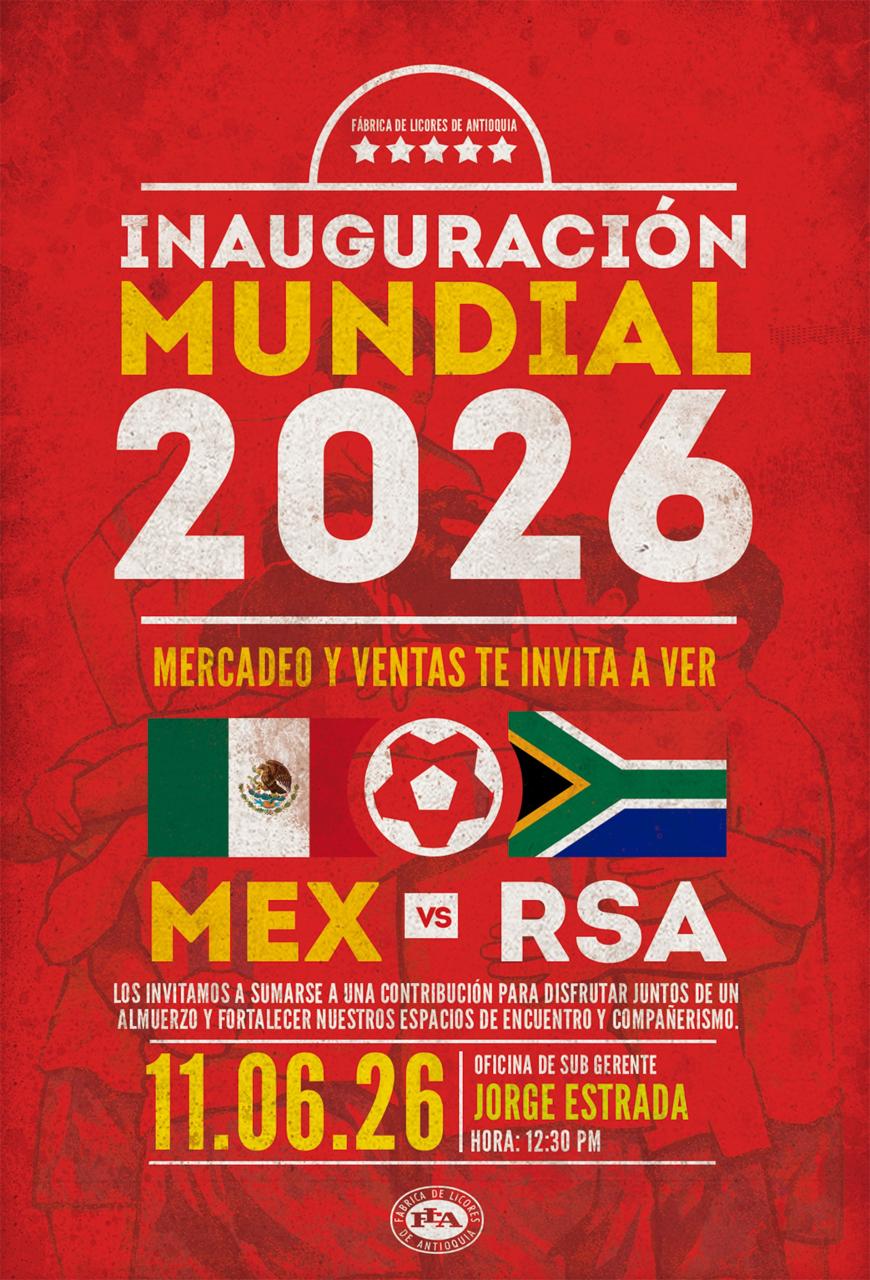 FÁBRICA DE LICORES DE ANTIOQUIA
INAUGURACIÓN
MUNDIAL
2026
MERCADEO Y VENTAS TE INVITA A VER
MEX VS RSA
LOS INVITAMOS A SUMARSE A UNA CONTRIBUCIÓN PARA DISFRUTAR JUNTOS DE UN
ALMUERZO Y FORTALECER NUESTROS ESPACIOS DE ENCUENTRO Y COMPAÑERISMO.
11.06.26
OFICINA DE SUB GERENTE
JORGE ESTRADA
HORA: 12:30 PM
FABRICA DE LICORES
FLA
DE ANTIOQUIA